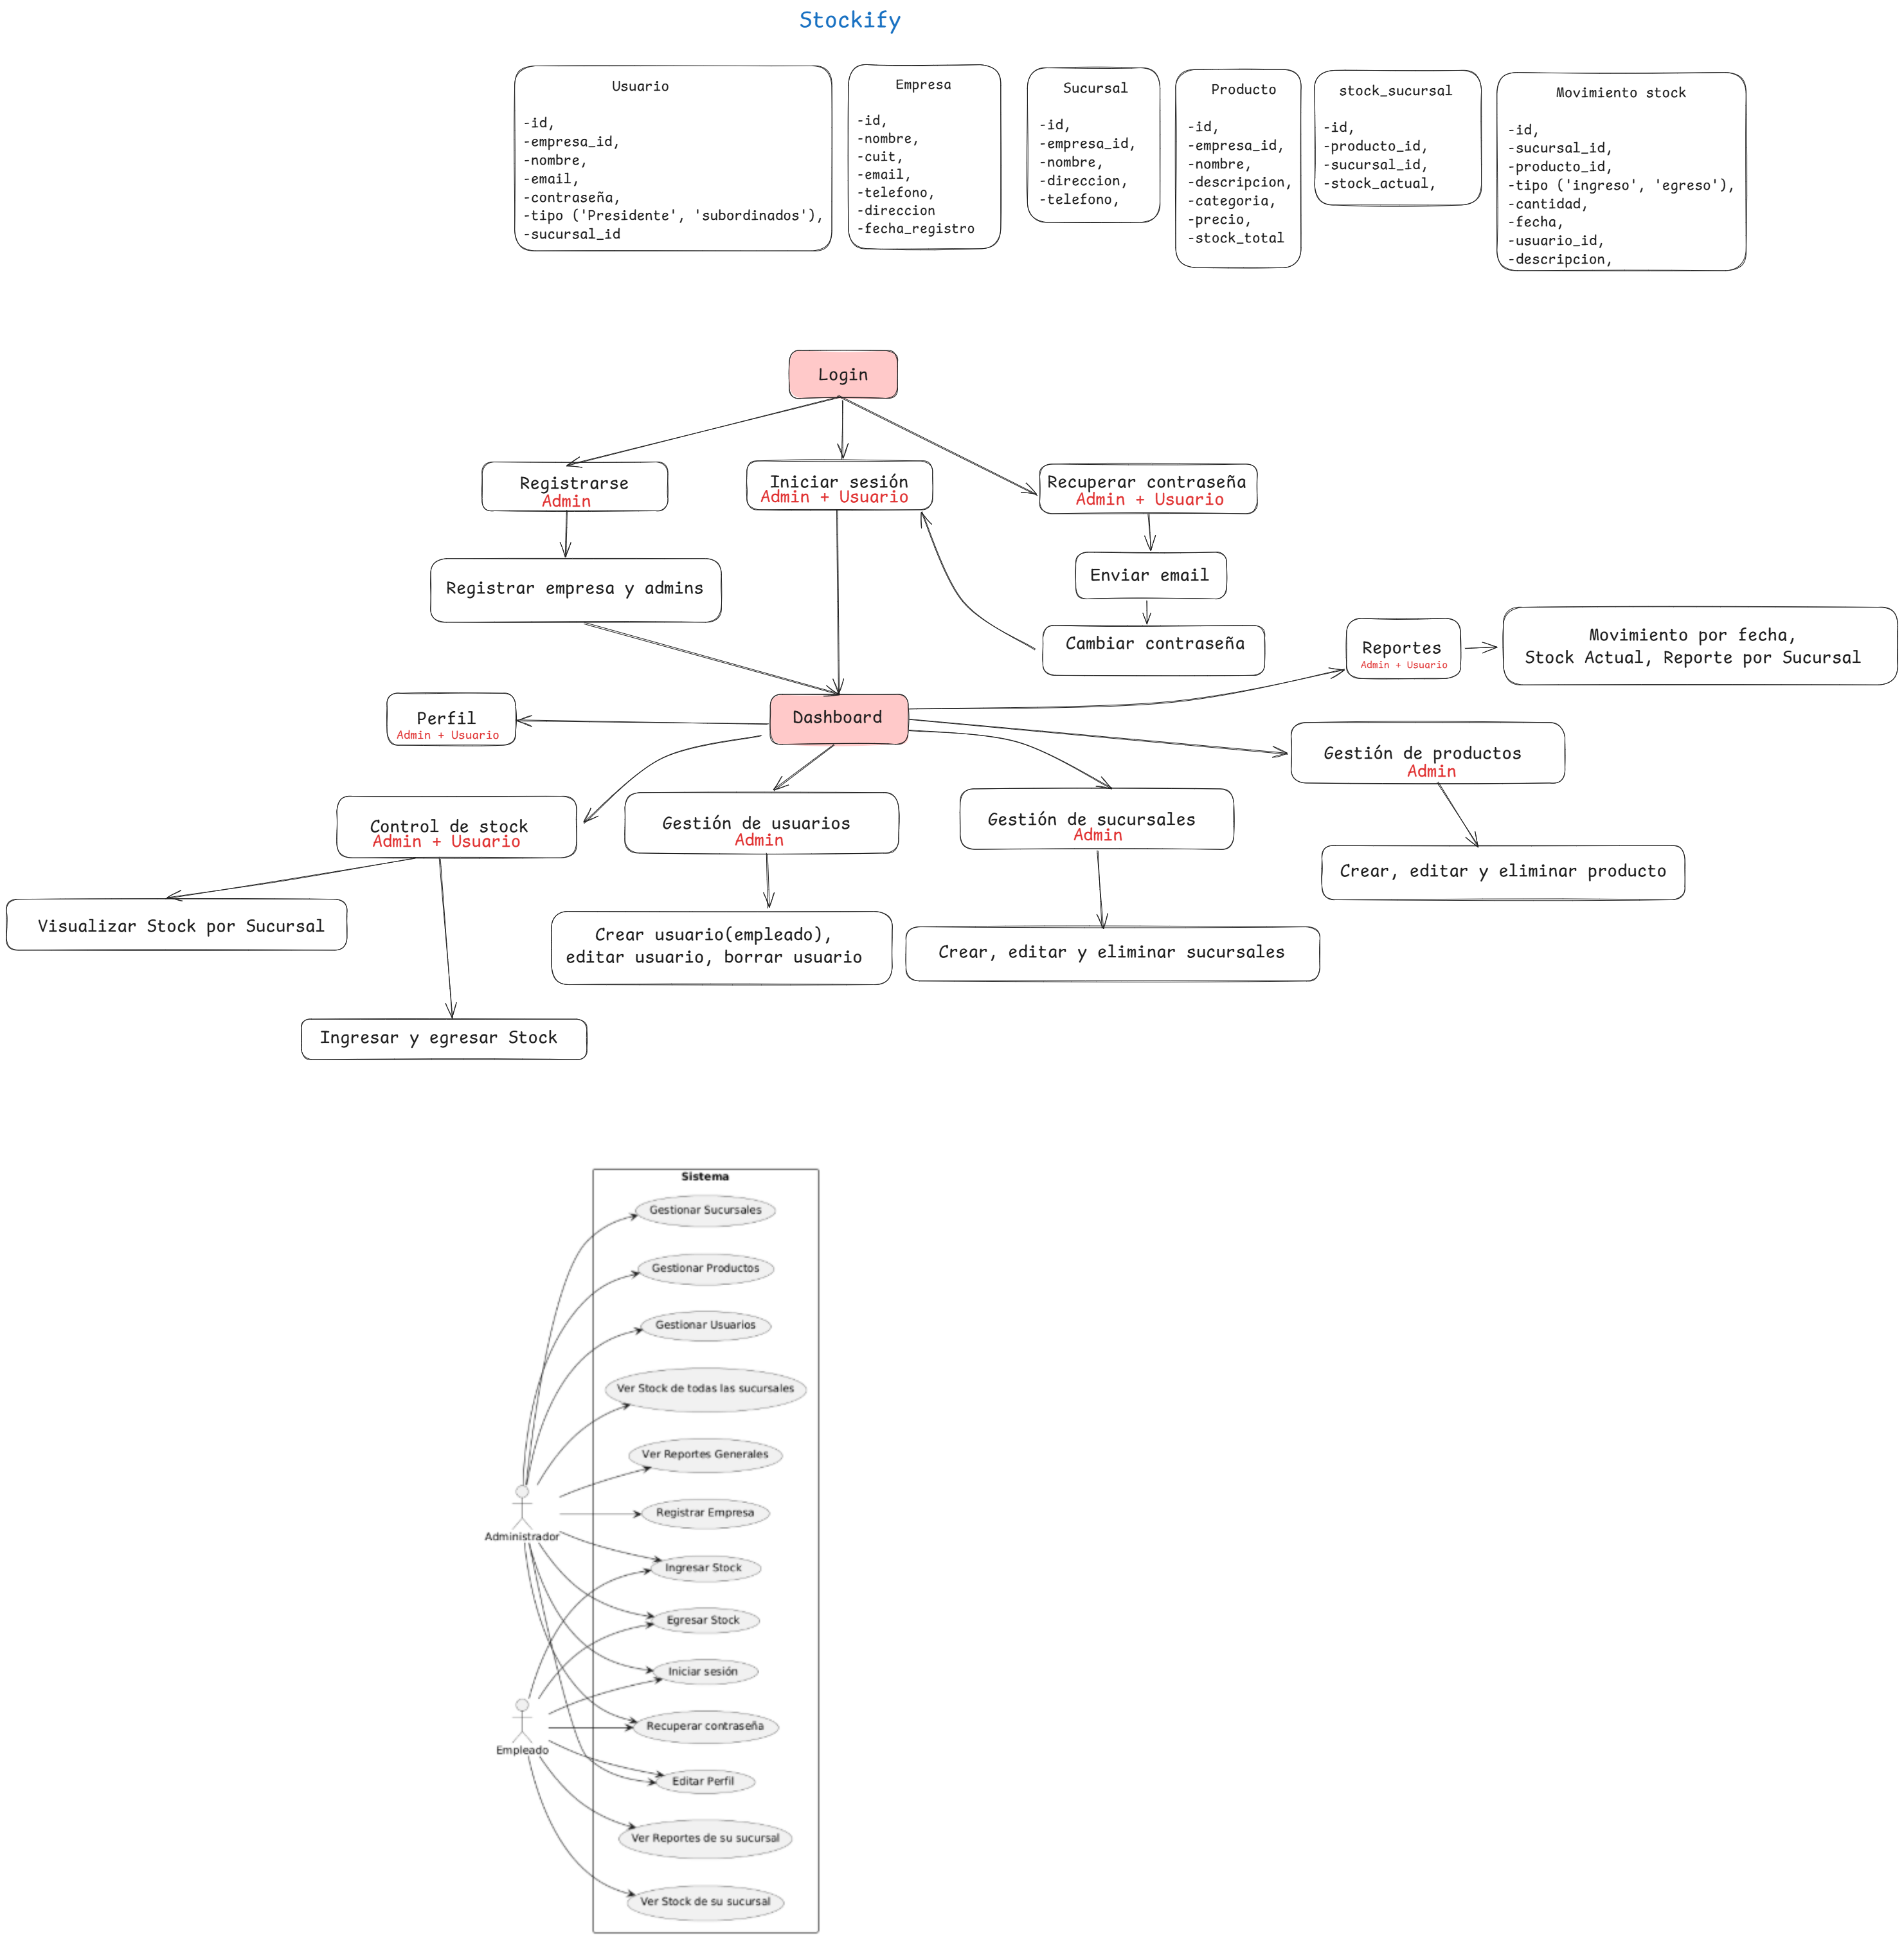 Stockify
Usuario
-id,
-empresa_id,
-nombre,
-email,
-contraseña,
-tipo ('Presidente', 'subordinados'),
-sucursal_id
Empresa
-id,
-nombre,
-cuit,
-email,
-telefono,
-direccion
-fecha_registro
Sucursal
-id,
-empresa_id,
-nombre,
-direccion,
-telefono,
Producto
-id,
-empresa_id,
-nombre,
-descripcion,
-categoria,
-precio,
-stock_total
stock_sucursal
-id,
-producto_id,
-sucursal_id,
-stock_actual,
Movimiento stock
-id,
-sucursal_id,
-producto_id,
-tipo ('ingreso', 'egreso'),
-cantidad,
-fecha,
-usuario_id,
-descripcion,
Login
Registrarse
Admin
Iniciar sesión
Admin + Usuario
Recuperar contraseña
Admin + Usuario
Registrar empresa y admins
Enviar email
Cambiar contraseña
Reportes
Admin + Usuario
Movimiento por fecha,
Stock Actual, Reporte por Sucursal
Perfil
Admin + Usuario
Dashboard
Gestión de productos
Admin
Control de stock
Admin + Usuario
Gestión de usuarios
Admin
Gestión de sucursales
Admin
Crear, editar y eliminar producto
Visualizar Stock por Sucursal
Crear usuario(empleado),
editar usuario, borrar usuario
Crear, editar y eliminar sucursales
Ingresar y egresar Stock
Sistema
Gestionar Sucursales
Gestionar Productos
Gestionar Usuarios
Ver Stock de todas las sucursales
Ver Reportes Generales
Registrar Empresa
Administrador
Ingresar Stock
Egresar Stock
Iniciar sesión
Recuperar contraseña
Empleado
Editar Perfil
Ver Reportes de su sucursal
Ver Stock de su sucursal